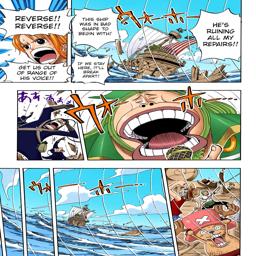 HE'S
RUINING
ALL MY
REPAIRS!!
THIS SHIP
WAS IN BAD
SHAPE TO
BEGIN WITH!
IF WE STAY
HERE, IT'LL
BREAK
APART!
REVERSE!!
REVERSE!!
GET US
OUT OF
RANGE OF
HIS VOICE!!